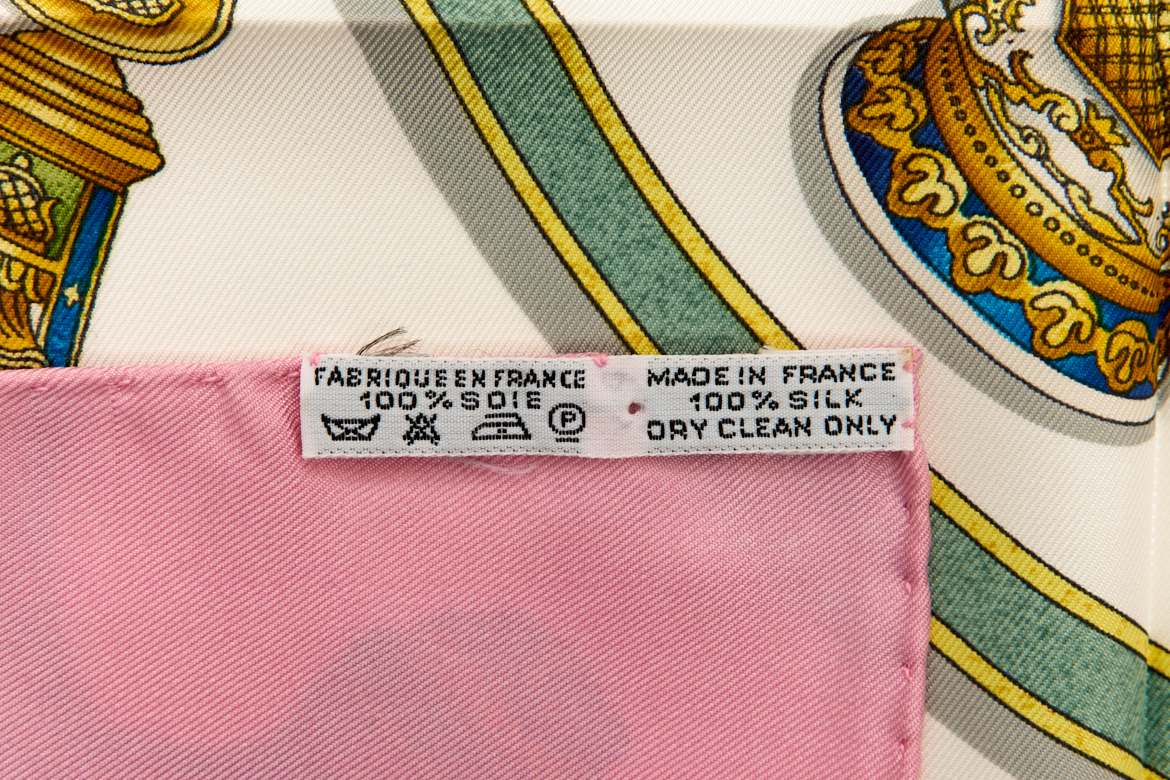 FABRIQUE EN FRANCE
100% SOIE
P
MADE IN FRANCE
100% SILK
DRY CLEAN ONLY